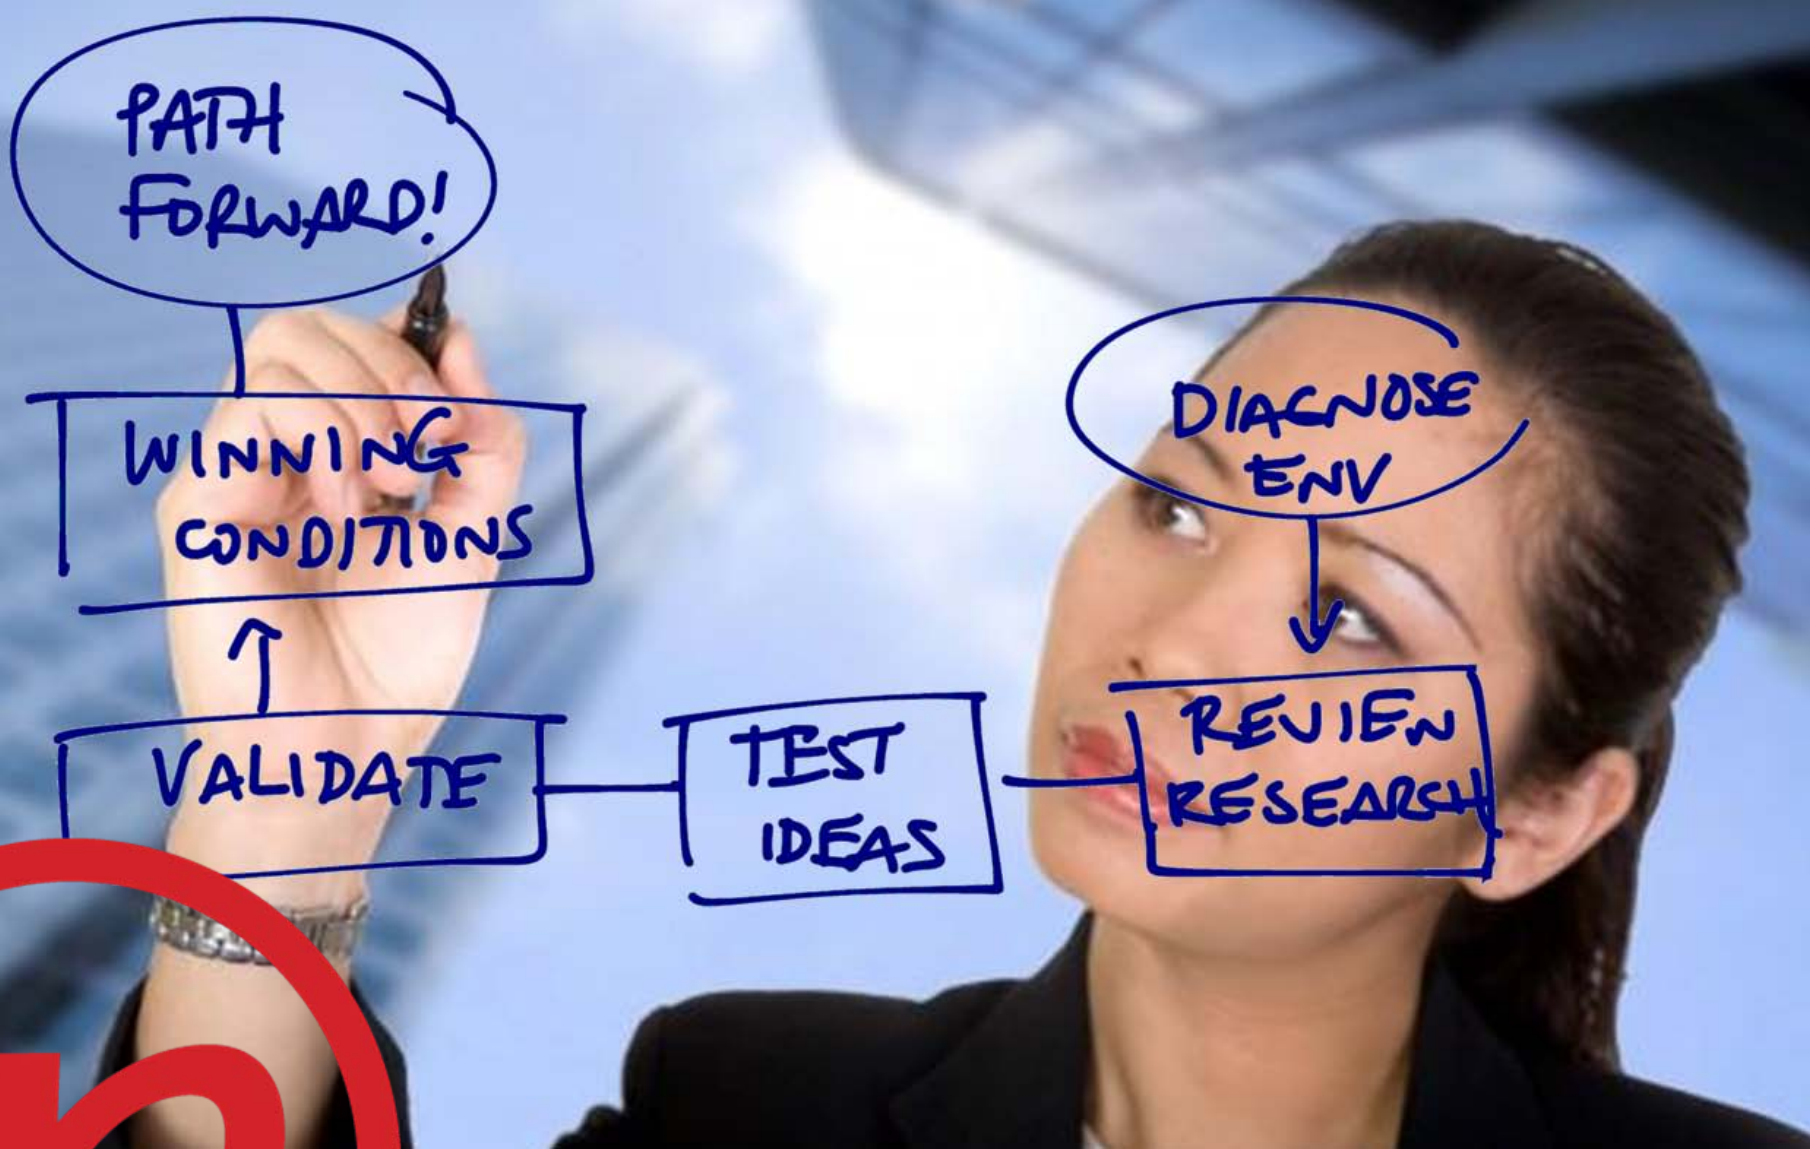 PATH
FORWARD!
WINNING
CONDITIONS
VALIDATE
TEST
IDEAS
DIAGNOSE
ENV
REVIEW
RESEARCH
n